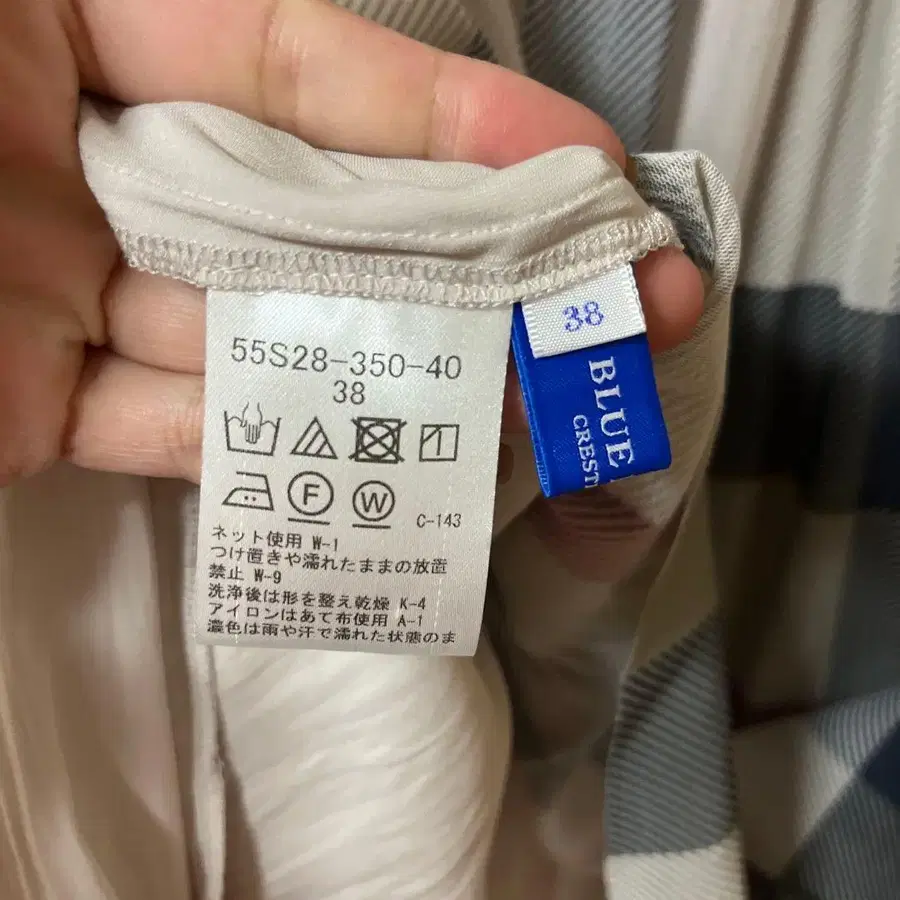 55S28-350-40
38
F
W
C-143
ネット使用 W-1
つけ置きや濡れたままの放置
禁止 W-9
洗浄後は形を整え乾燥 K-4
アイロンはあて布使用 A-1
濃色は雨や汗で濡れた状態のま
38
BLUE
CREST